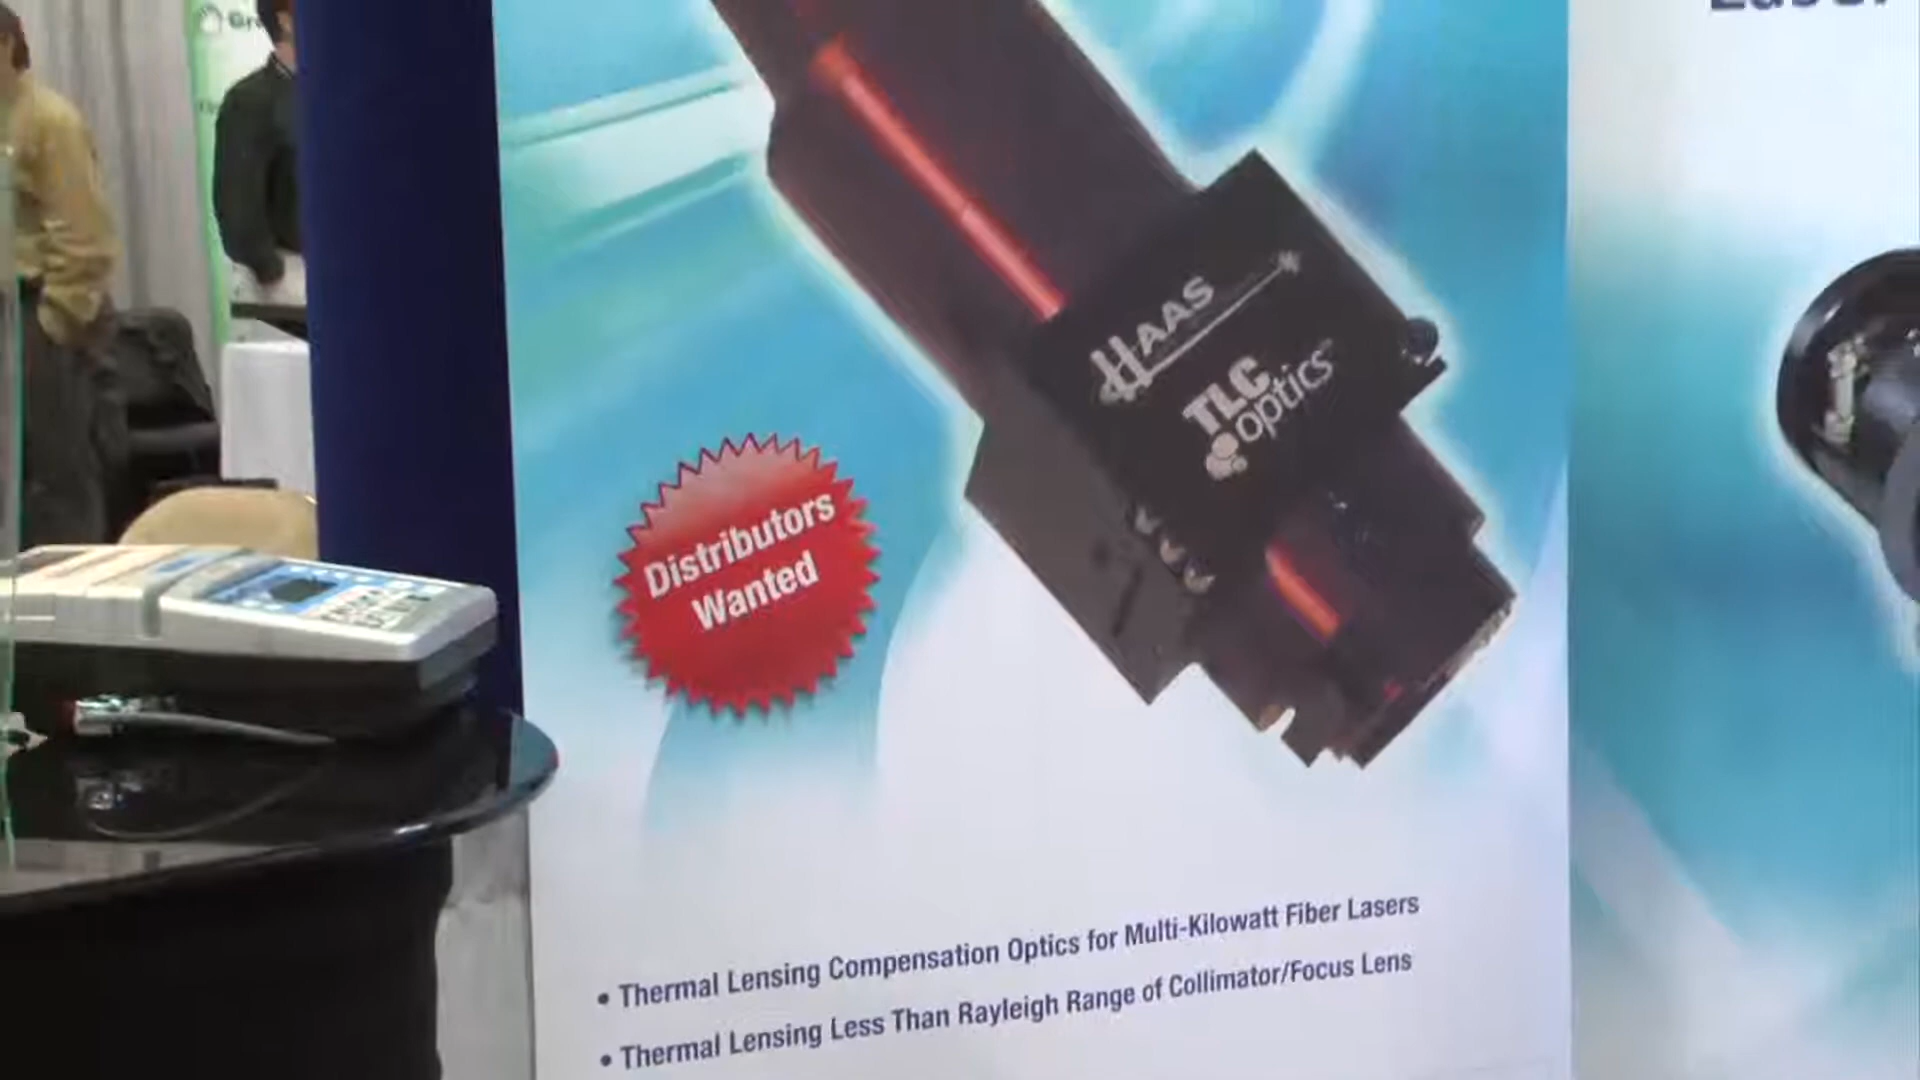 HAAS
TLC
optics™
Distributors
Wanted
• Thermal Lensing Compensation Optics for Multi-Kilowatt Fiber Lasers
• Thermal Lensing Less Than Rayleigh Range of Collimator/Focus Lens